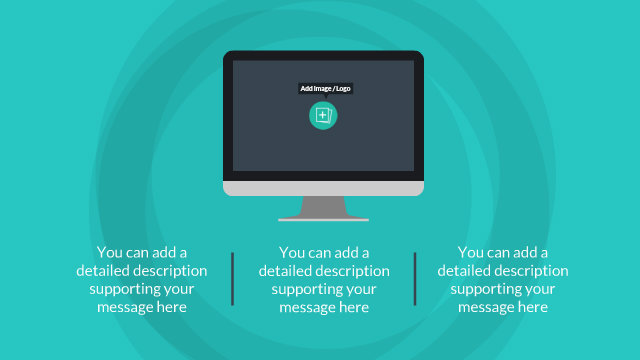 Add Image / Logo
You can add a
detailed description
supporting your
message here
You can add a
detailed description
supporting your
message here
You can add a
detailed description
supporting your
message here